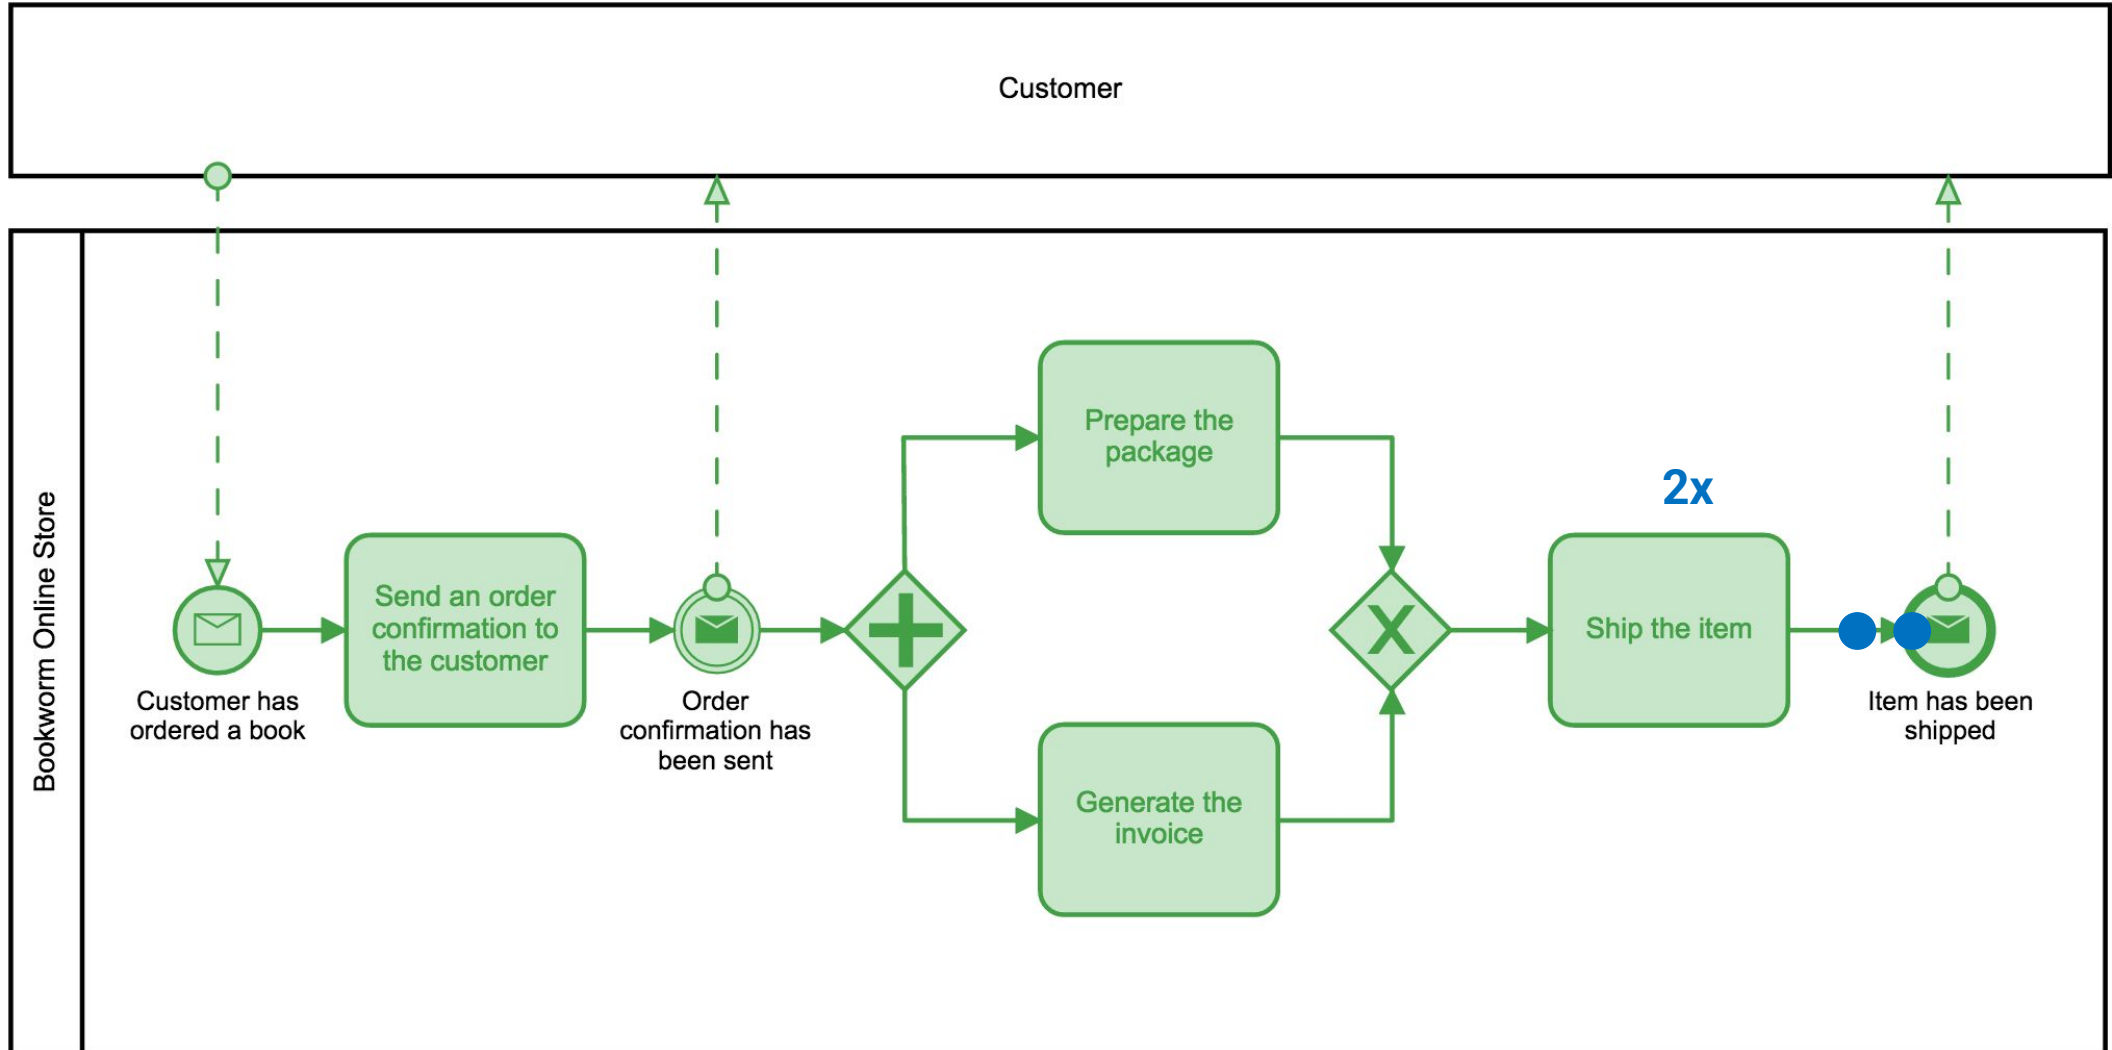 Customer
Bookworm Online Store
Send an order
confirmation to
the customer
Customer has
ordered a book
Order
confirmation has
been sent
Prepare the
package
Generate the
invoice
X
2x
Ship the item
Item has been
shipped